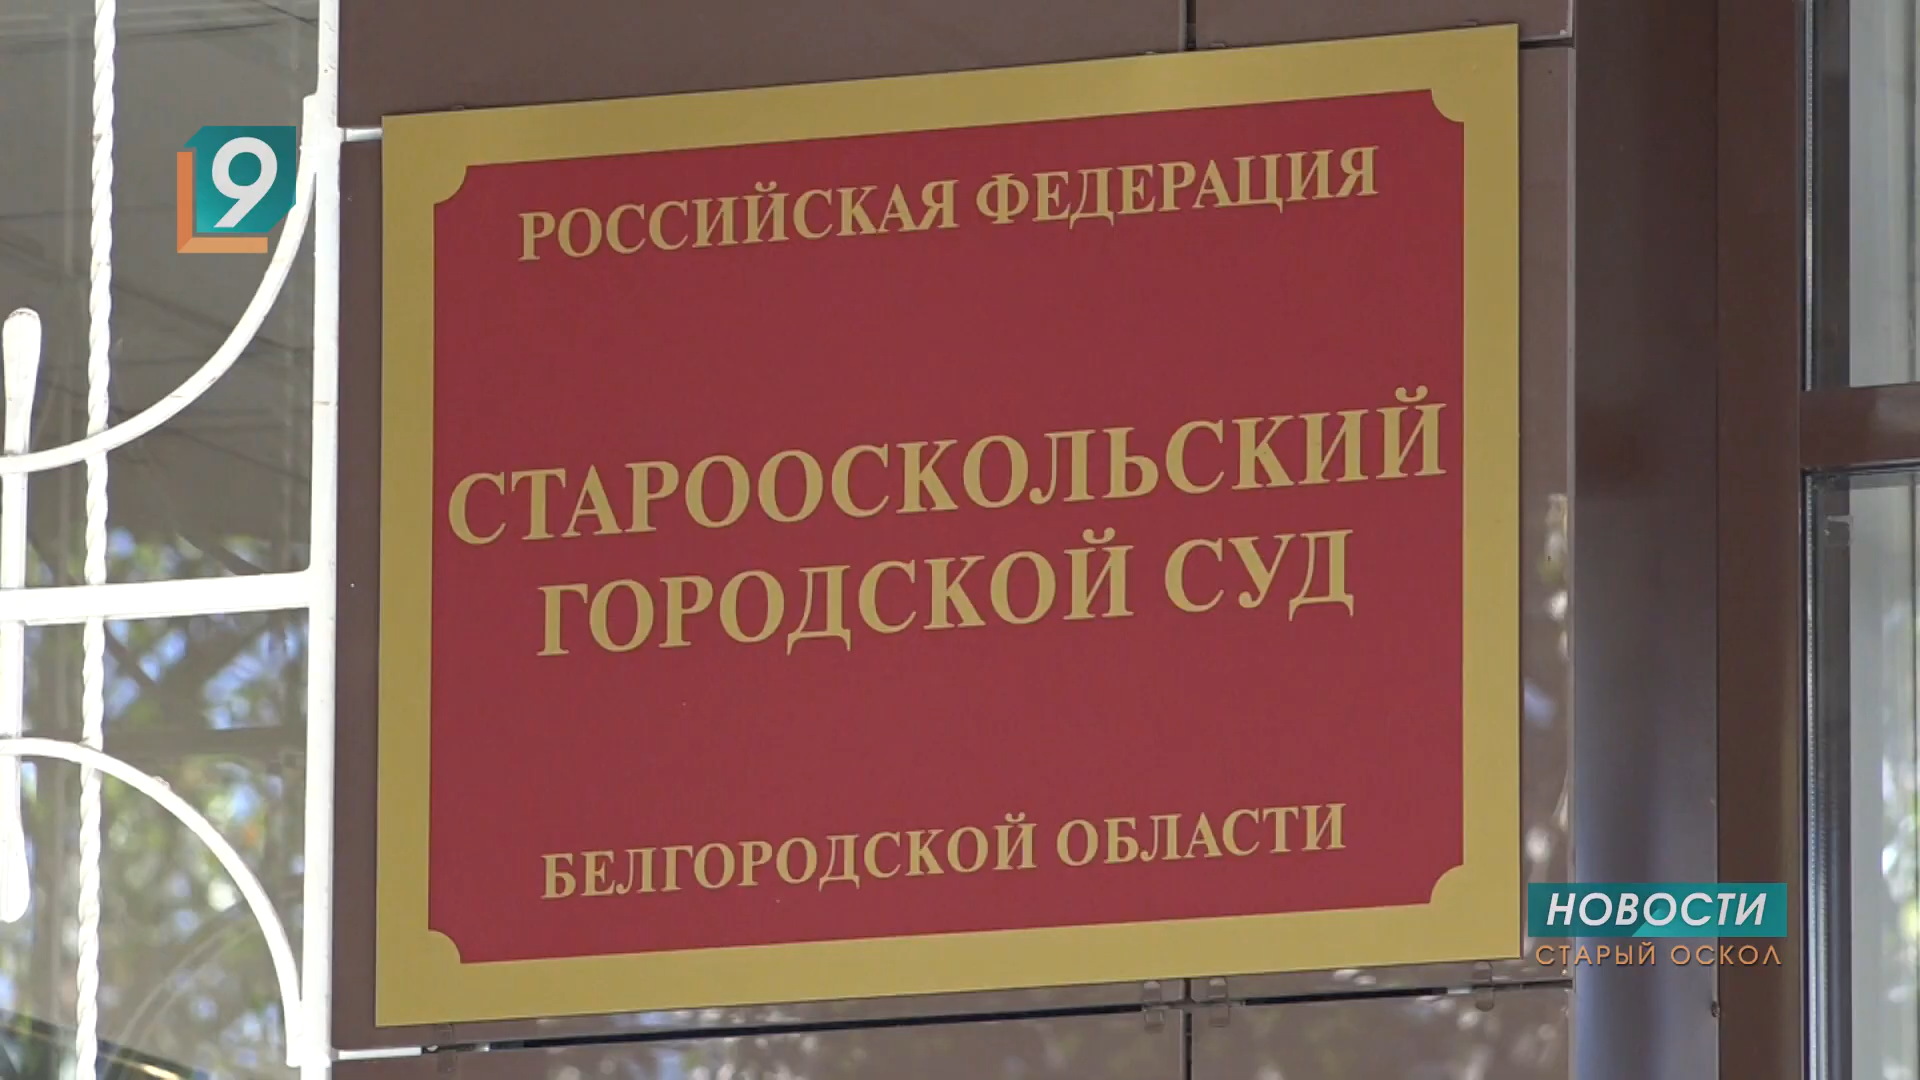 9
РОССИЙСКАЯ ФЕДЕРАЦИЯ
СТАРООСКОЛЬСКИЙ
ГОРОДСКОЙ СУД
БЕЛГОРОДСКОЙ ОБЛАСТИ
НОВОСТИ
СТАРЫЙ ОСКОЛ